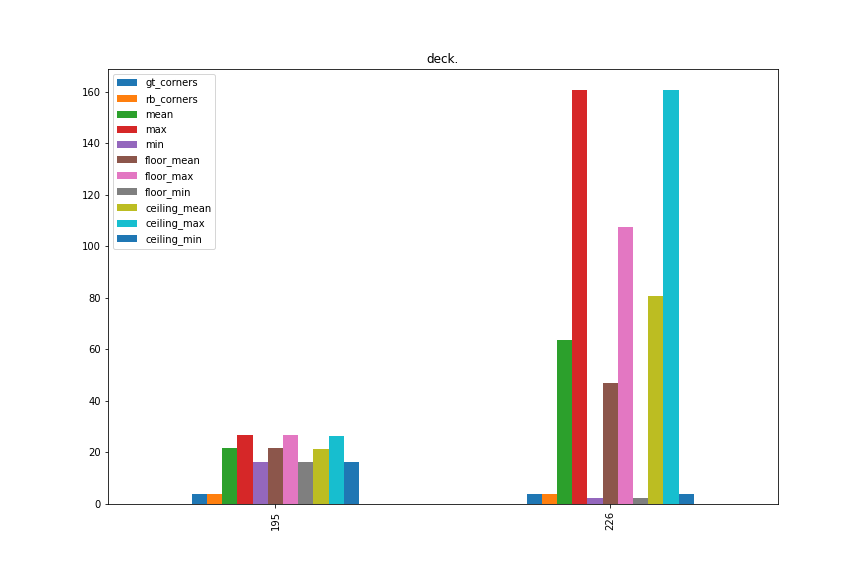 deck.
gt_corners
rb_corners
mean
max
min
floor_mean
floor_max
floor_min
ceiling_mean
ceiling_max
ceiling_min
160
140
120
100
80
60
40
20
0
195
226